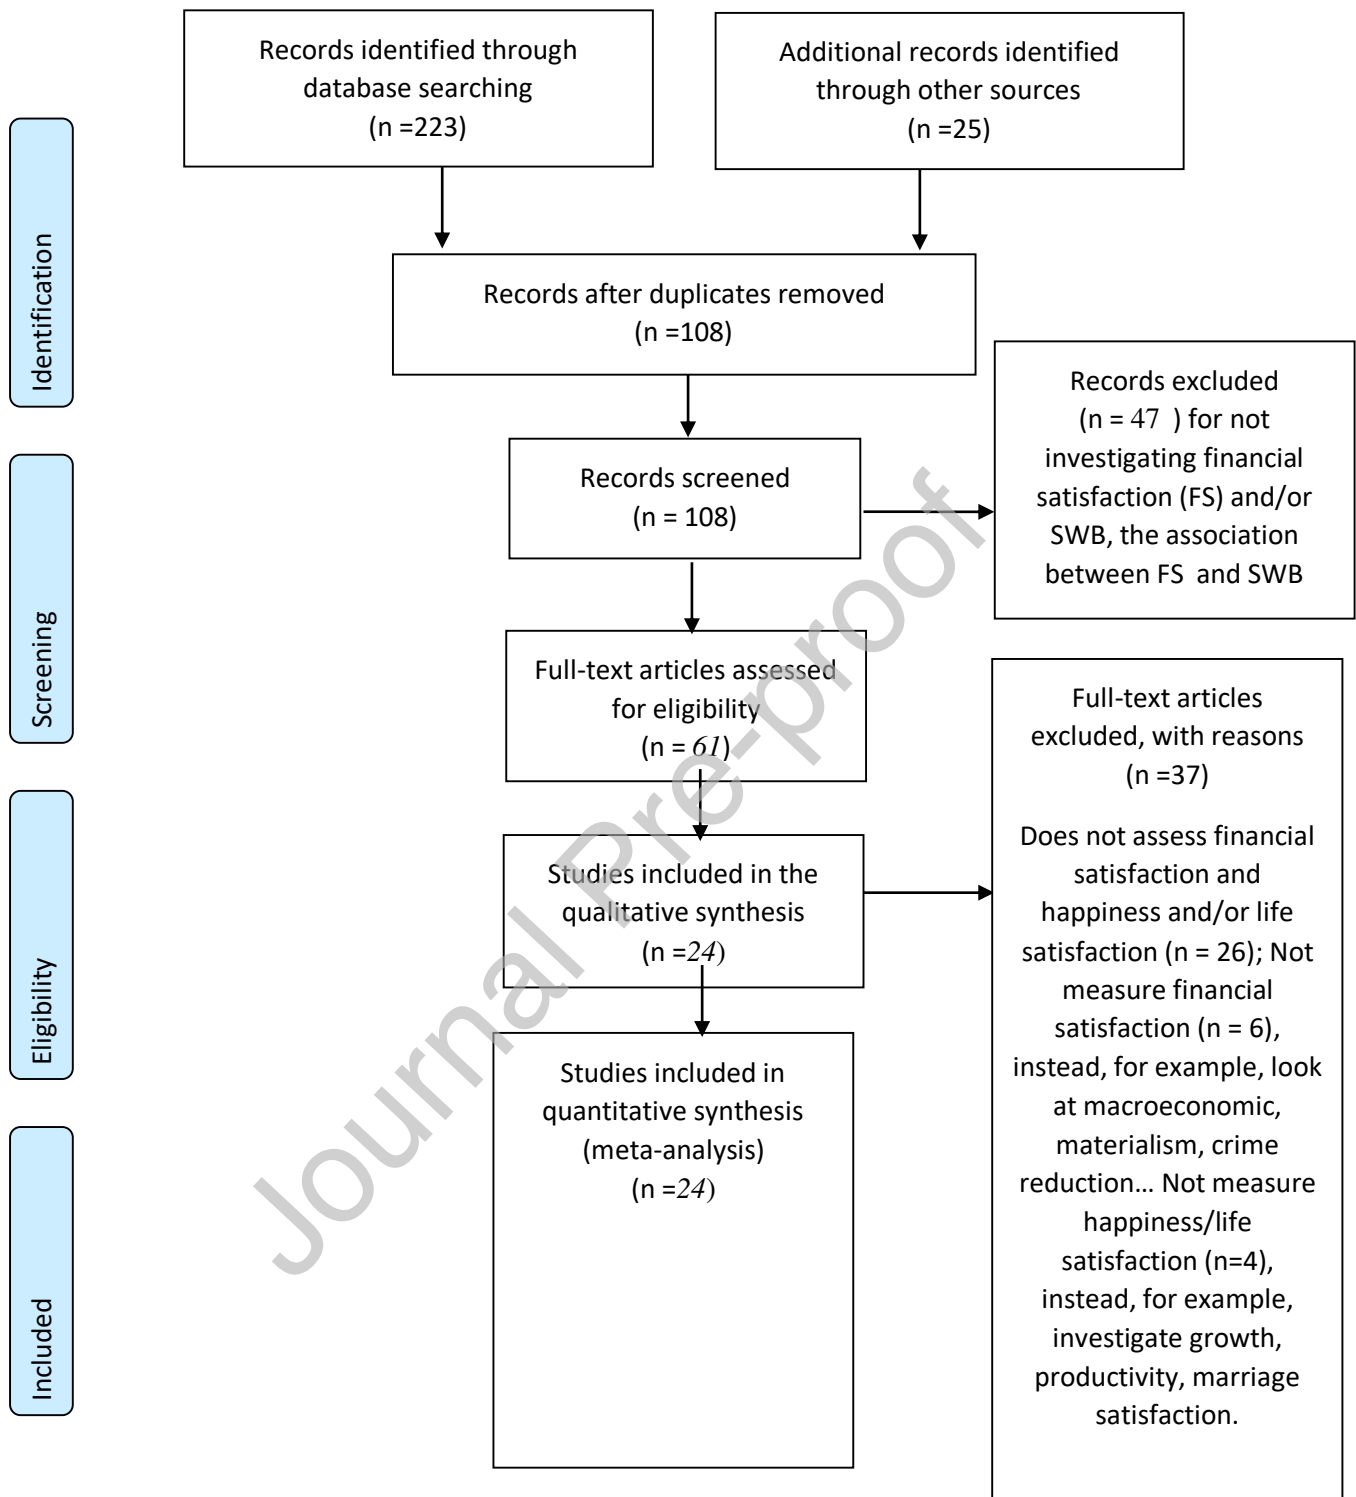 Records identified through
database searching
(n =223)
Additional records identified
through other sources
(n =25)
Identification
Records after duplicates removed
(n =108)
Records excluded
(n = 47 ) for not
investigating financial
satisfaction (FS) and/or
SWB, the association
between FS and SWB
Screening
Records screened
(n = 108)
Full-text articles assessed
for eligibility
(n = 61)
Full-text articles
excluded, with reasons
(n =37)
Does not assess financial
satisfaction and
happiness and/or life
satisfaction (n = 26); Not
measure financial
satisfaction (n = 6),
instead, for example, look
at macroeconomic,
materialism, crime
reduction... Not measure
happiness/life
satisfaction (n=4),
instead, for example,
investigate growth,
productivity, marriage
satisfaction.
Eligibility
Studies included in the
qualitative synthesis
(n =24)
Included
Studies included in
quantitative synthesis
(meta-analysis)
(n =24)
Journal Pre-proof